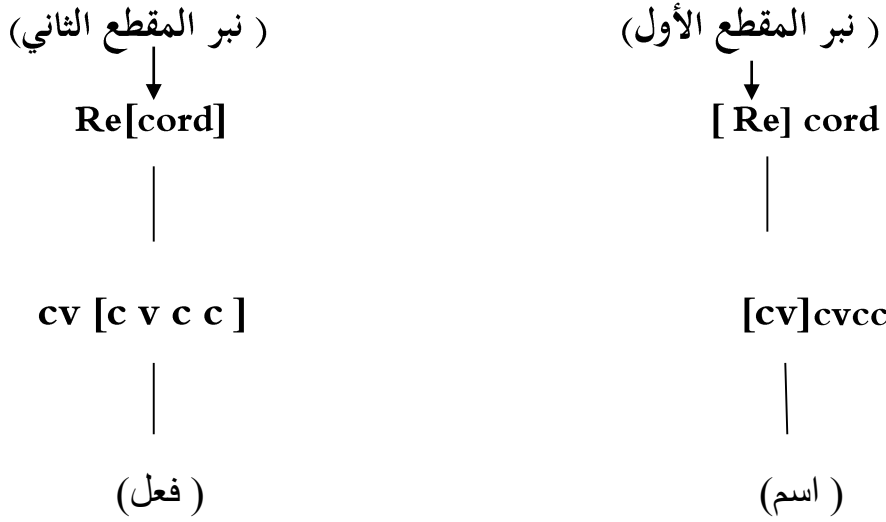 ( نبر المقطع الأول)
[ Re] cord
[cv]cvcc
( اسم)
( نبر المقطع الثاني)
Re[cord]
cv [c v c c ]
( فعل)